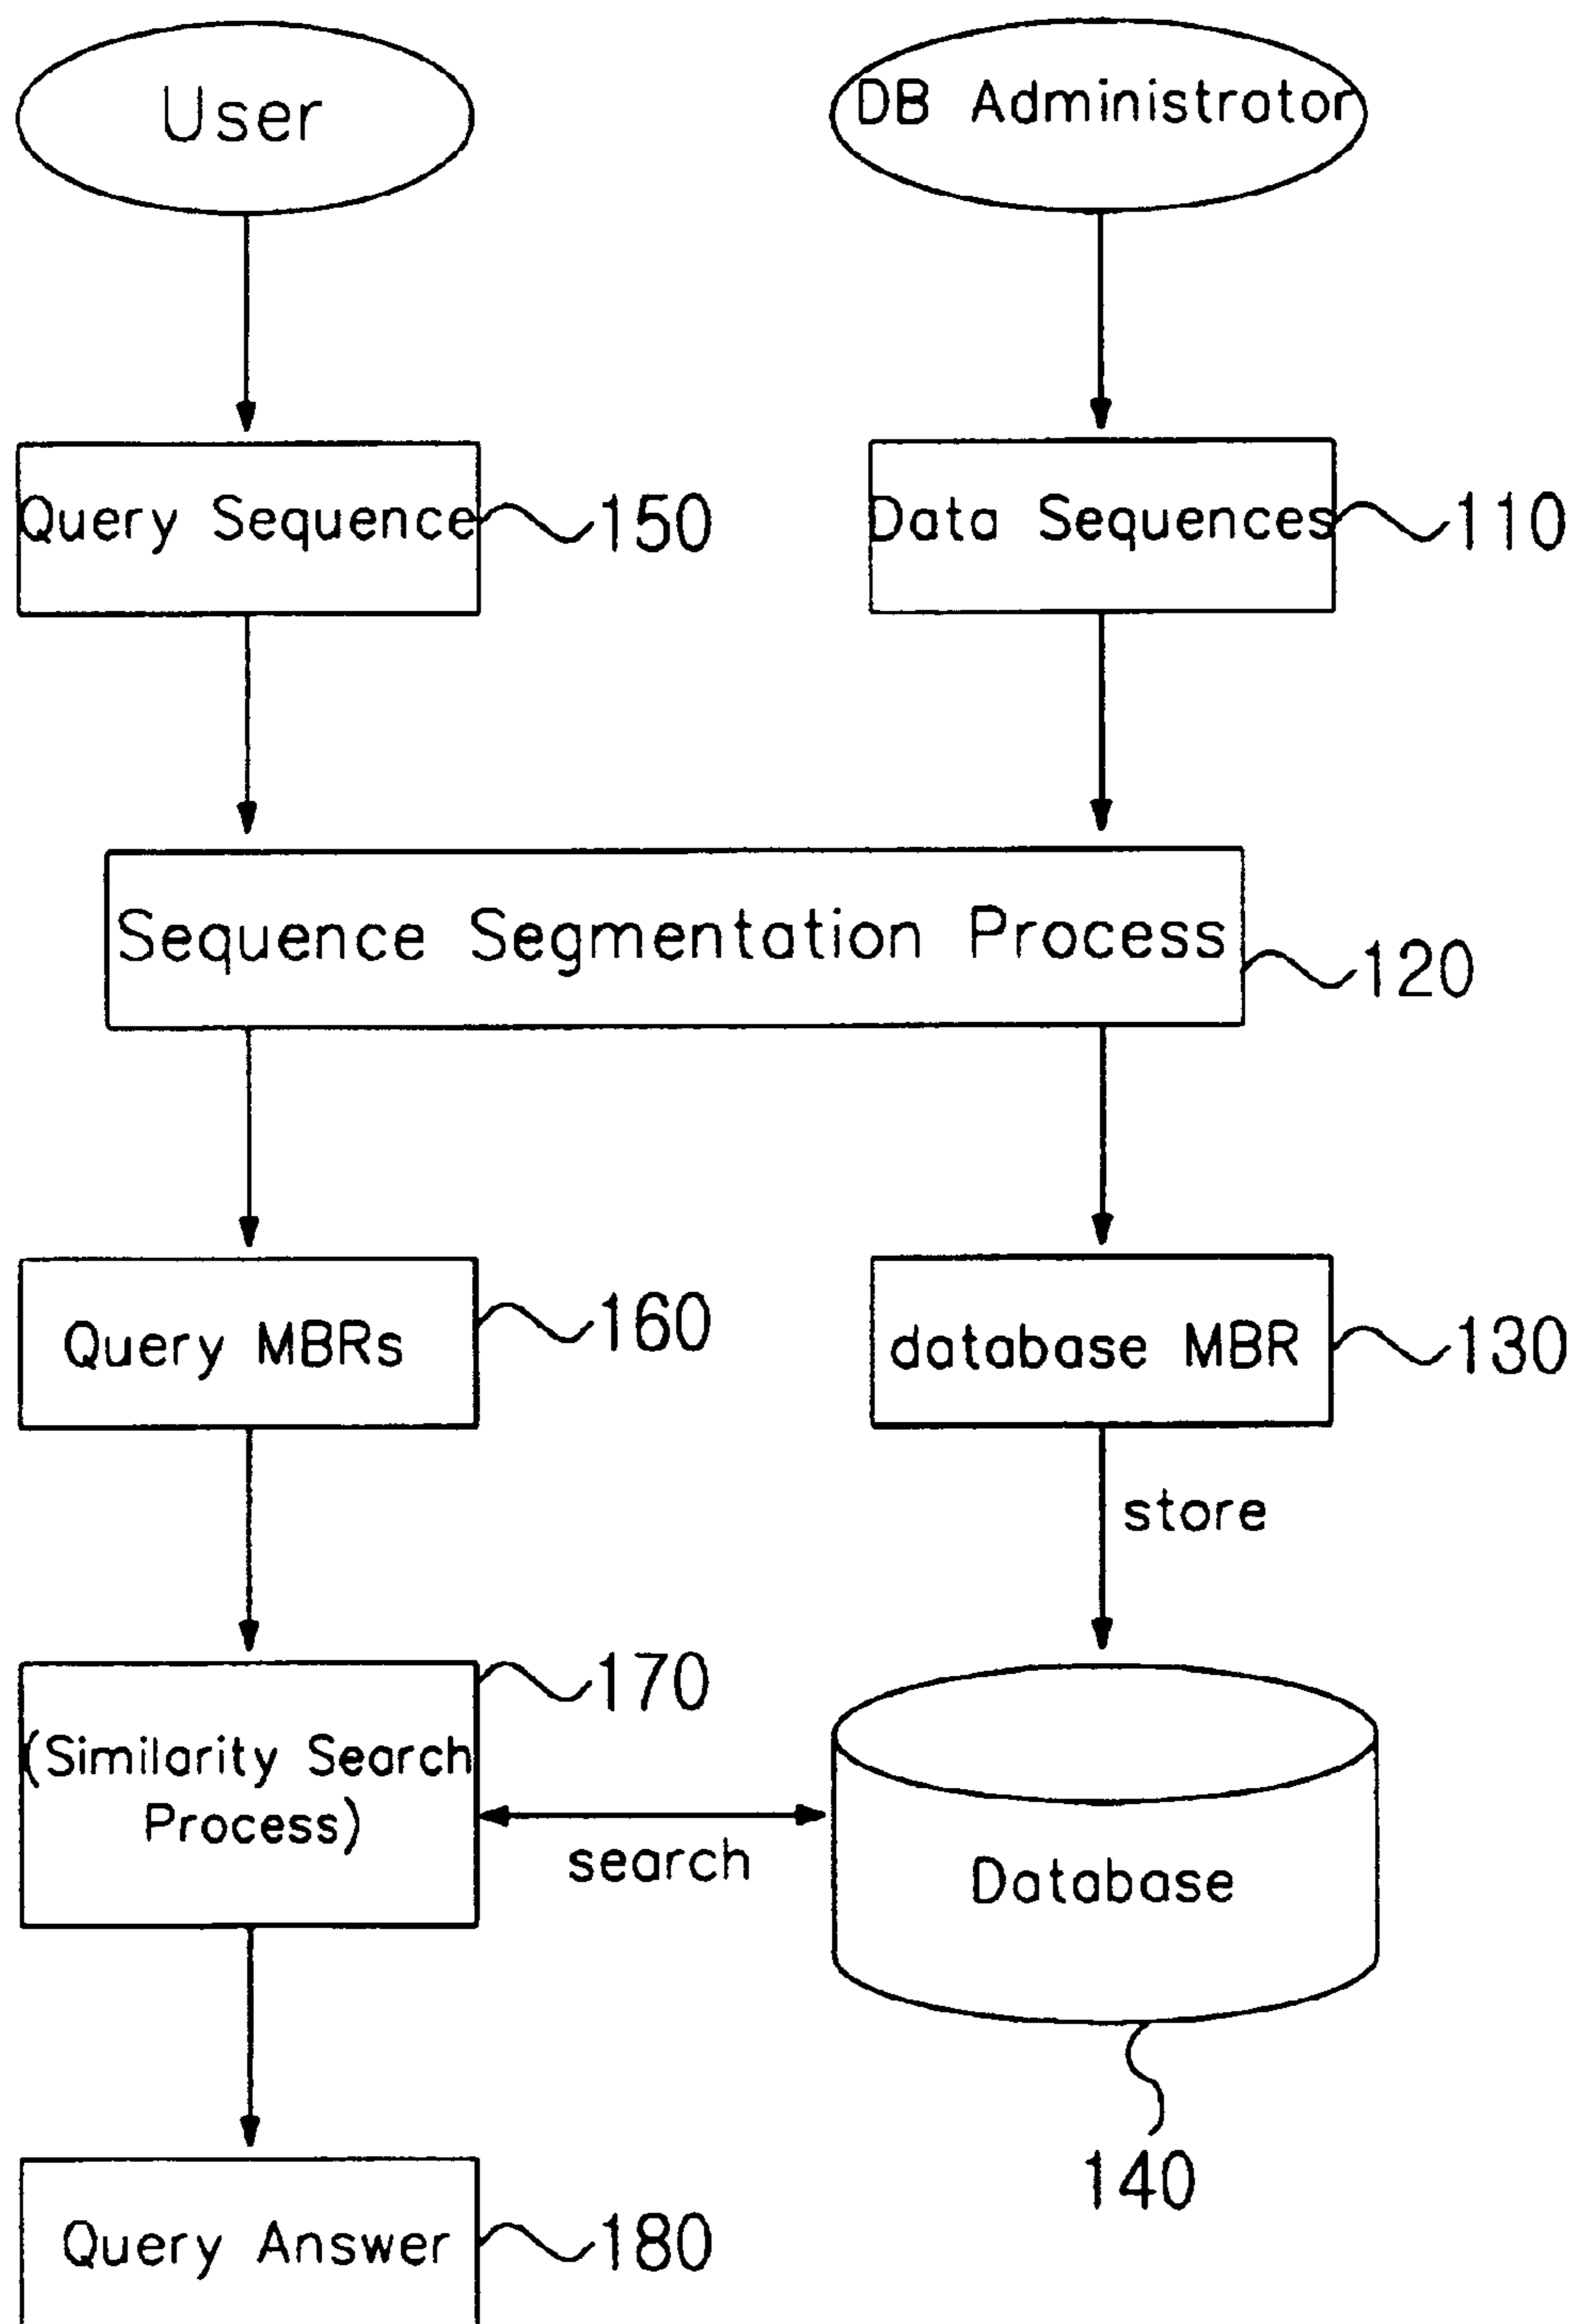 User
DB Administrator
Query Sequence
150
Data Sequences
110
Sequence Segmentation Process
120
Query MBRs
160
database MBR
130
store
170
(Similarity Search
Process)
search
Database
140
Query Answer
180